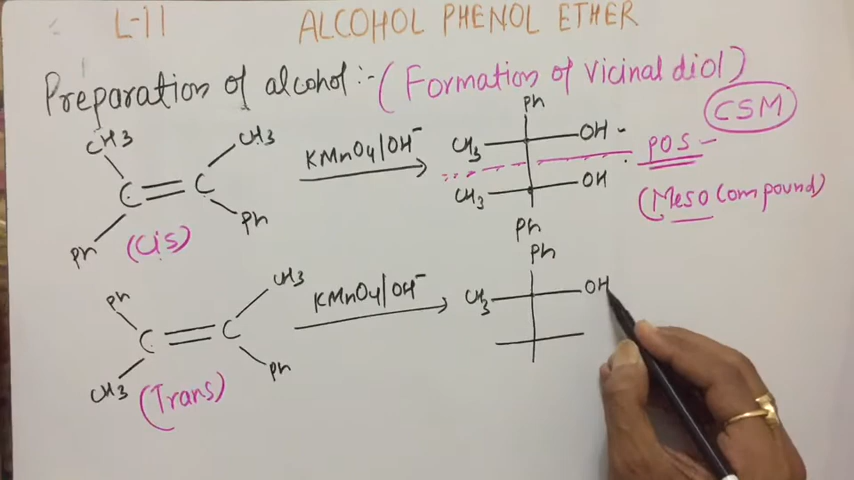 L-11 ALCOHOL PHENOL ETHER
Preparation of alcohol :- (Formation of vicinal diol)
CSM
CH3 CH3
C = C
Ph Ph
(Cis)
KMnO4/OH-
Ph
CH3 OH
CH3 OH
Ph
POS
(Meso Compound)
Ph CH3
C = C
CH3 Ph
(Trans)
KMnO4/OH-
Ph
CH3 OH